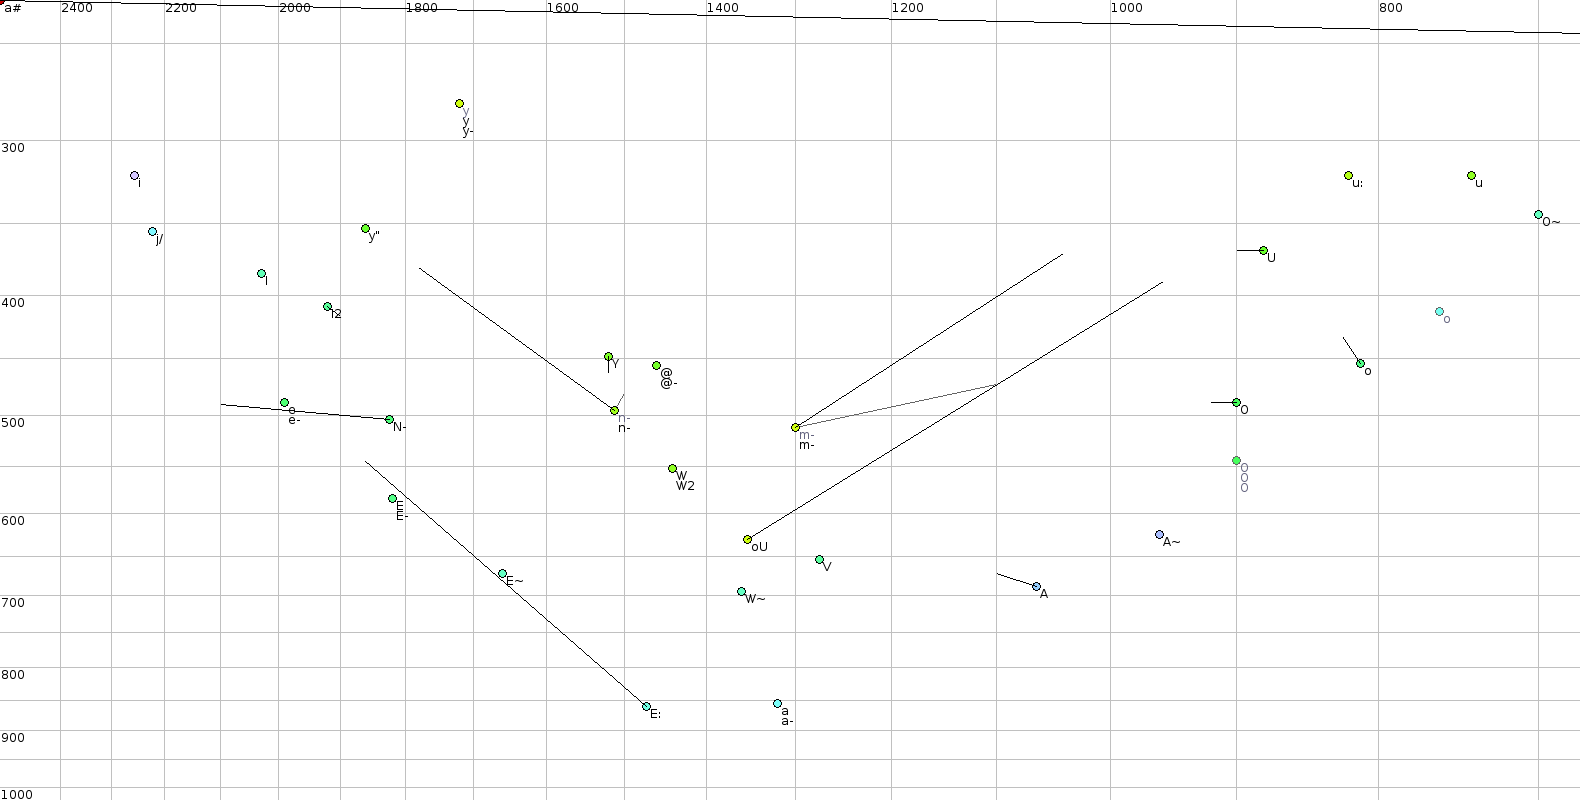 a# 2400 2200 2000 1800 1600 1400 1200 1000 800
y
y
y-
300
i
u:
u
j/
O~
y"
U
I
400
I2
o
Y
@
@-
o
e
e-
n-
n-
O
500
N-
m-
m-
W
W2
O
O
O
E
E-
600
oU
A~
V
E~
W~
A
700
800
a
a-
E:
900
1000